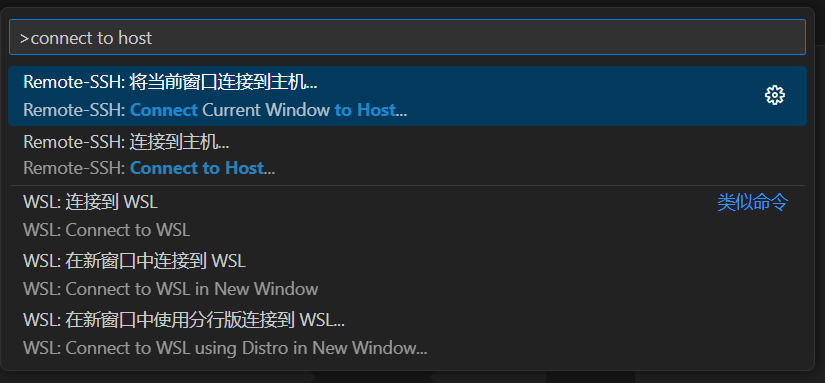 >connect to host
Remote-SSH: 将当前窗口连接到主机...
Remote-SSH: Connect Current Window to Host...
Remote-SSH: 连接到主机...
Remote-SSH: Connect to Host...
WSL: 连接到 WSL 类似命令
WSL: Connect to WSL
WSL: 在新窗口中连接到 WSL
WSL: Connect to WSL in New Window
WSL: 在新窗口中使用分行版连接到 WSL...
WSL: Connect to WSL using Distro in New Window...